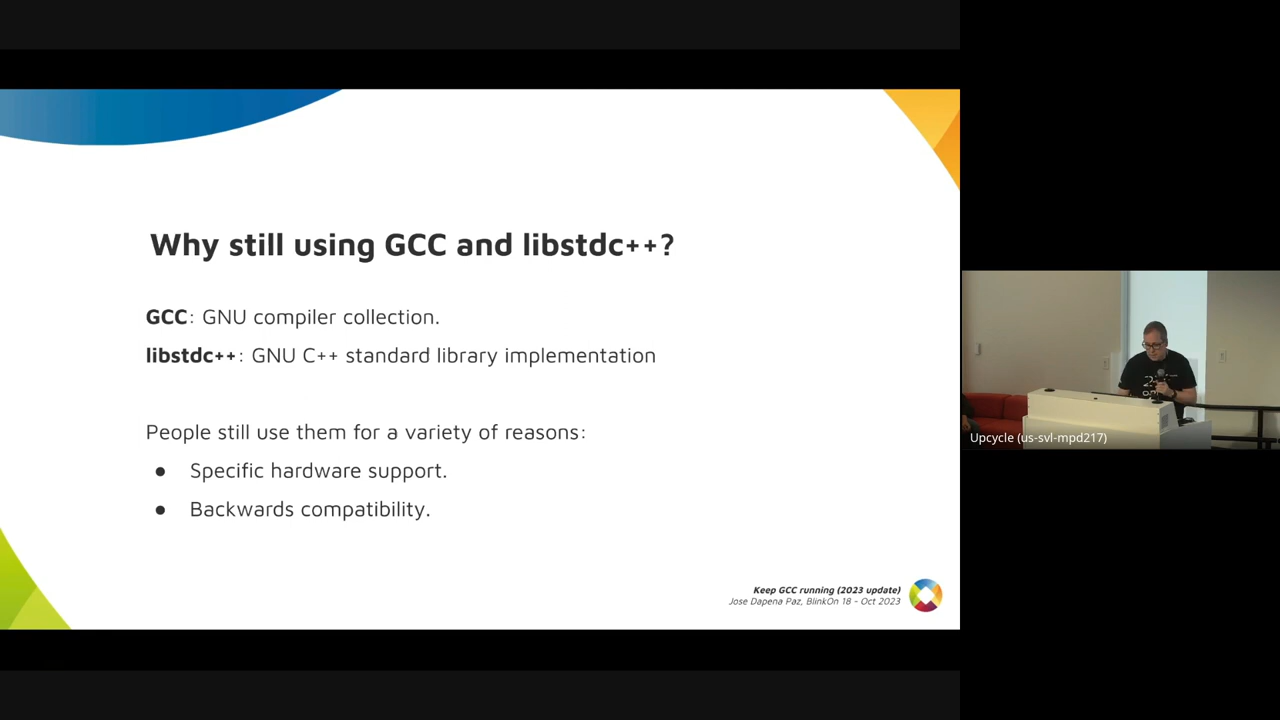 Why still using GCC and libstdc++?
GCC: GNU compiler collection.
libstdc++: GNU C++ standard library implementation
People still use them for a variety of reasons:
● Specific hardware support.
● Backwards compatibility.
Keep GCC running (2023 update)
Jose Dapena Paz, BlinkOn 18 - Oct 2023
Upcycle (us-svl-mpd217)